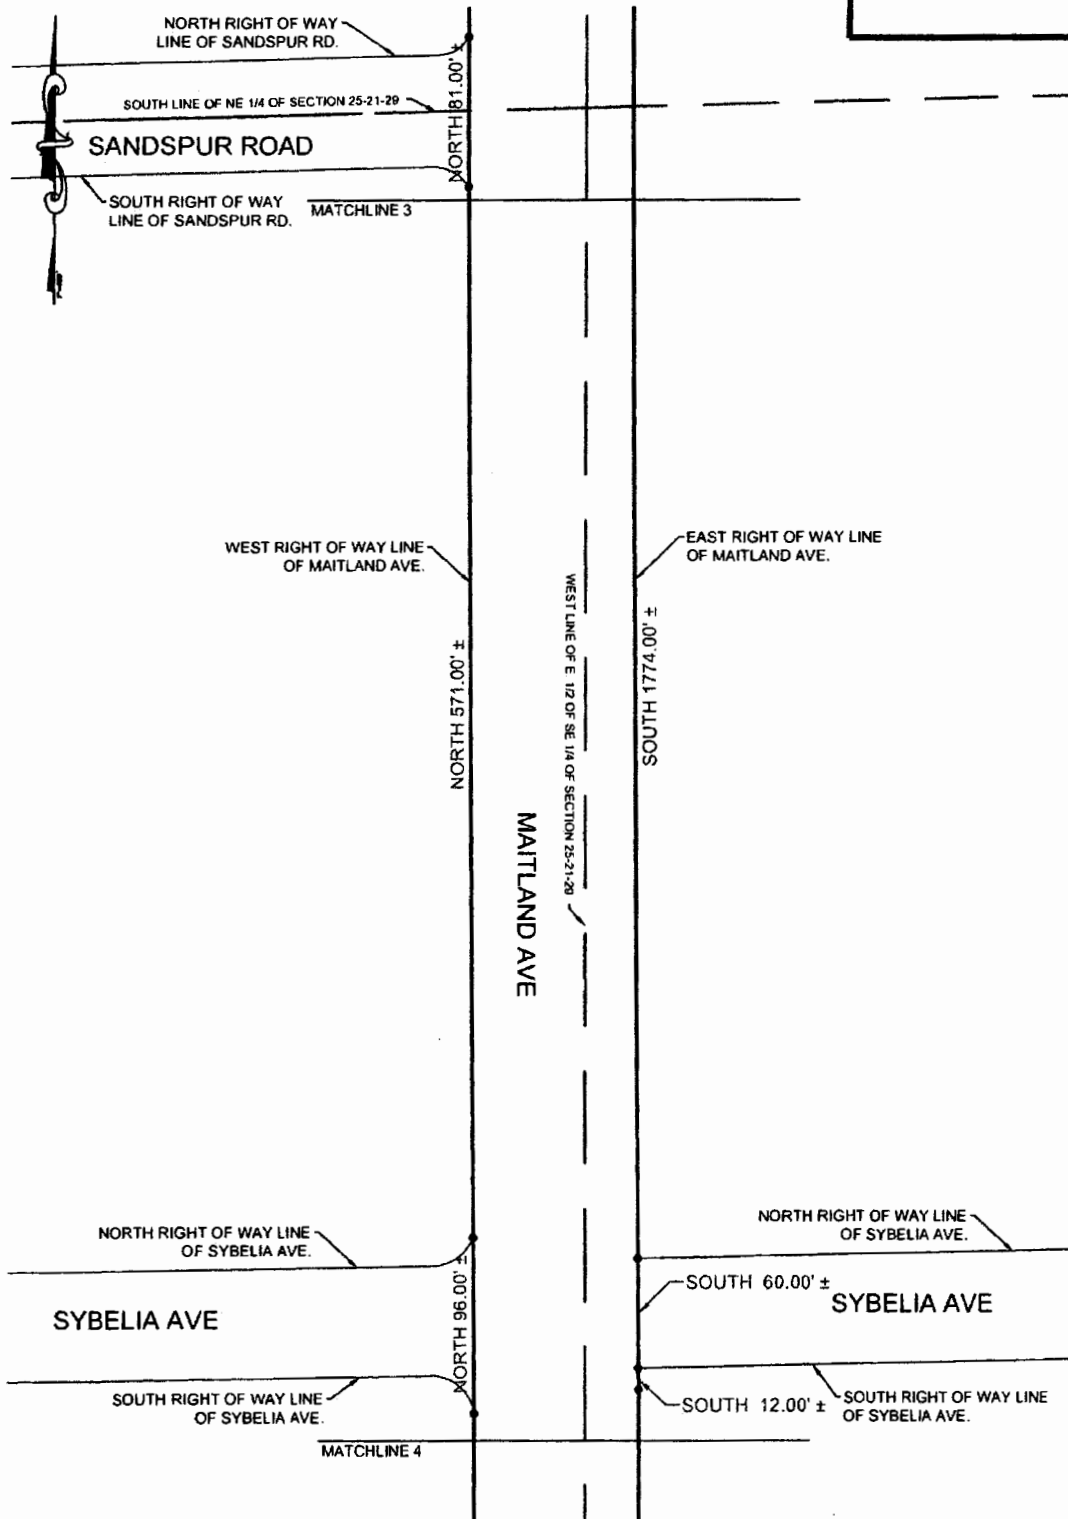 NORTH RIGHT OF WAY
LINE OF SANDSPUR RD.
NORTH 81.00' ±
SOUTH LINE OF NE 1/4 OF SECTION 25-21-29
SANDSPUR ROAD
SOUTH RIGHT OF WAY
LINE OF SANDSPUR RD.
MATCHLINE 3
WEST RIGHT OF WAY LINE
OF MAITLAND AVE.
EAST RIGHT OF WAY LINE
OF MAITLAND AVE.
NORTH 571.00' ±
WEST LINE OF E 1/2 OF SE 1/4 OF SECTION 25-21-29
SOUTH 1774.00' ±
MAITLAND AVE
NORTH RIGHT OF WAY LINE
OF SYBELIA AVE.
NORTH RIGHT OF WAY LINE
OF SYBELIA AVE.
NORTH 96.00' ±
SOUTH 60.00' ±
SYBELIA AVE
SYBELIA AVE
SOUTH RIGHT OF WAY LINE
OF SYBELIA AVE.
SOUTH 12.00' ±
SOUTH RIGHT OF WAY LINE
OF SYBELIA AVE.
MATCHLINE 4